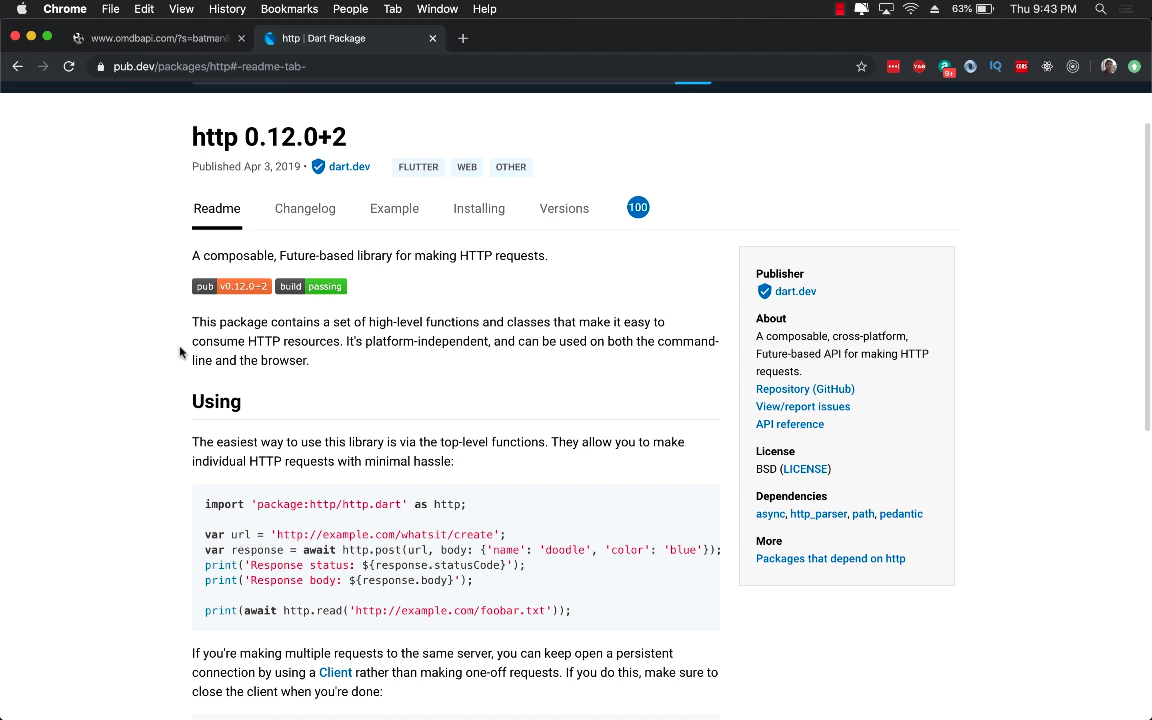 Chrome File Edit View History Bookmarks People Tab Window Help 63% Thu 9:43 PM
www.omdbapi.com/?s=batman& http | Dart Package
pub.dev/packages/http#-readme-tab- YAR 9+ IQ CORS
http 0.12.0+2
Published Apr 3, 2019 • dart.dev FLUTTER WEB OTHER
Readme Changelog Example Installing Versions 100
A composable, Future-based library for making HTTP requests.
pub v0.12.0+2 build passing
This package contains a set of high-level functions and classes that make it easy to
consume HTTP resources. It's platform-independent, and can be used on both the command-
line and the browser.
Using
The easiest way to use this library is via the top-level functions. They allow you to make
individual HTTP requests with minimal hassle:
import 'package:http/http.dart' as http;
var url = 'http://example.com/whatsit/create';
var response = await http.post(url, body: {'name': 'doodle', 'color': 'blue'});
print('Response status: ${response.statusCode}');
print('Response body: ${response.body}');
print(await http.read('http://example.com/foobar.txt'));
If you're making multiple requests to the same server, you can keep open a persistent
connection by using a Client rather than making one-off requests. If you do this, make sure to
close the client when you're done:
Publisher
dart.dev
About
A composable, cross-platform,
Future-based API for making HTTP
requests.
Repository (GitHub)
View/report issues
API reference
License
BSD (LICENSE)
Dependencies
async, http_parser, path, pedantic
More
Packages that depend on http